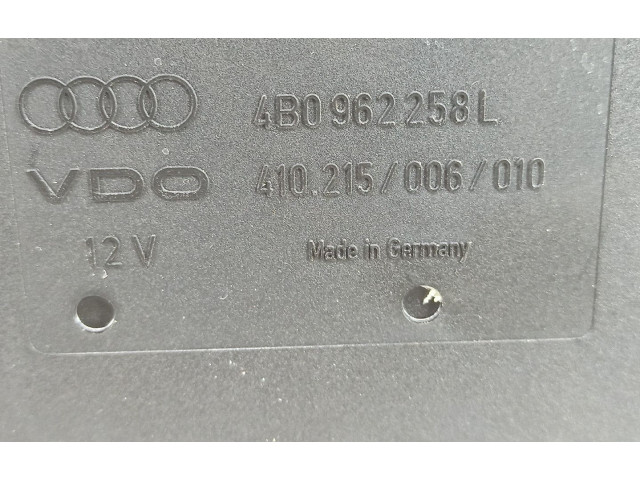 4B0 962 258 L
VDO 410.215/006/010
12 V Made in Germany